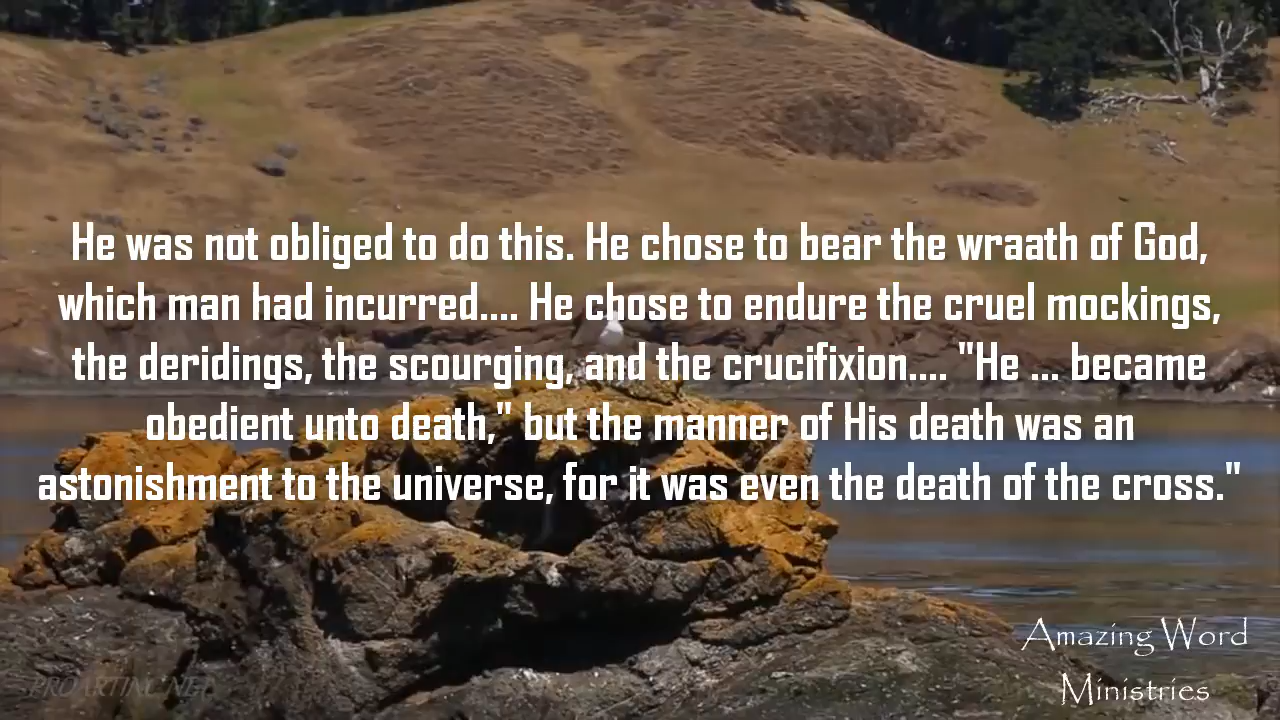 He was not obliged to do this. He chose to bear the wraath of God,
which man had incurred.... He chose to endure the cruel mockings,
the deridings, the scourging, and the crucifixion.... "He ... became
obedient unto death," but the manner of His death was an
astonishment to the universe, for it was even the death of the cross."
Amazing Word
Ministries
PROARTINC.NET